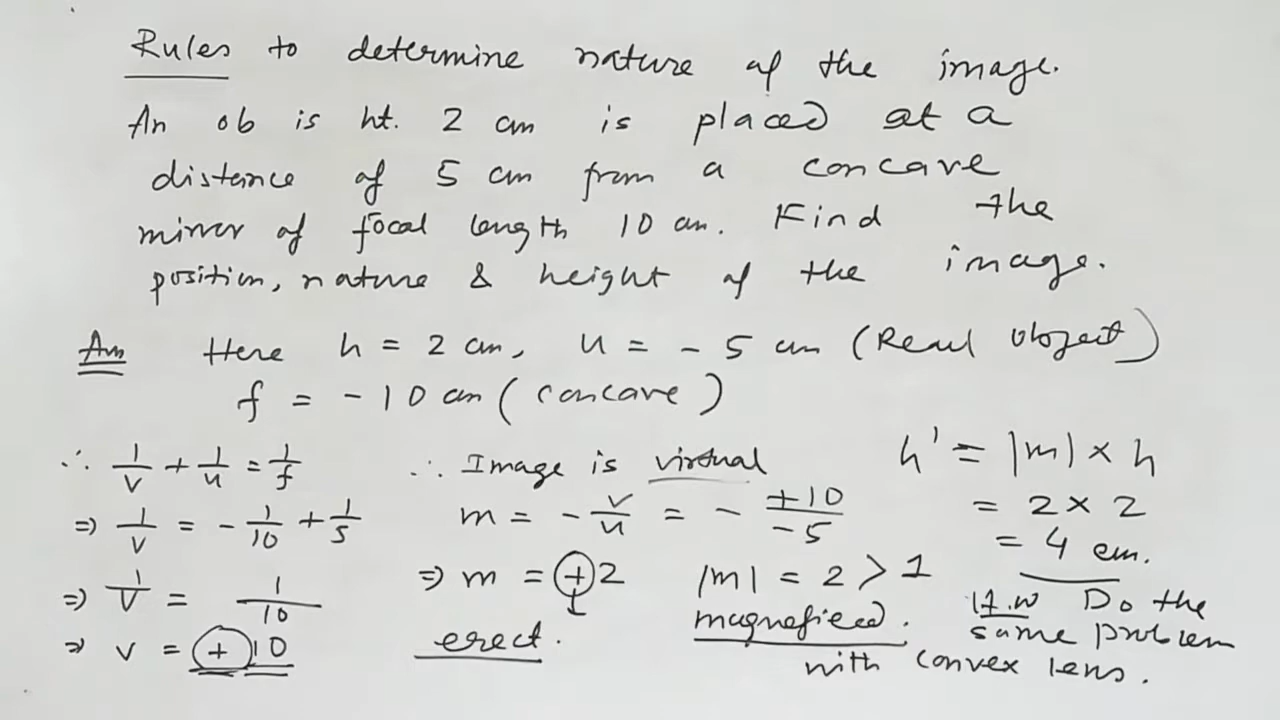 Rules to determine nature of the image.
An ob is ht. 2 cm is placed at a
distance of 5 cm from a concave
mirror of focal length 10 cm. Find the
position, nature & height of the image.
Ans Here h = 2 cm, u = - 5 cm (Real object)
f = - 10 cm (concave)
∴ 1/v + 1/u = 1/f
⇒ 1/v = - 1/10 + 1/5
⇒ 1/v = 1/10
⇒ v = +10
∴ Image is virtual
m = - v/u = - +10/-5
⇒ m = +2
erect.
|m| = 2 > 1
magnefied.
h' = |m| × h
= 2 × 2
= 4 cm.
H.W Do the
same problem
with convex lens.